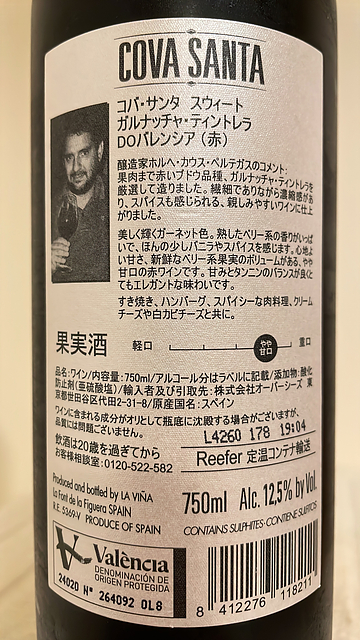 COVA SANTA
コバ・サンタ スウィート
ガルナッチャ・ティントレラ
DOバレンシア（赤）
醸造家ホルヘ・カウス・ペルテガスのコメント:
果肉まで赤いブドウ品種、ガルナッチャ・ティントレラを
厳選して造りました。繊細でありながら濃縮感があ
り、スパイスも感じられる、親しみやすいワインに仕上
がりました。
美しく輝くガーネット色。熟したベリー系の香りがいっぱ
いで、ほんの少しバニラやスパイスを感じます。心地よ
い甘さ、新鮮なベリー系果実のボリュームがある、やや
甘口の赤ワインです。甘みとタンニンのバランスが良くと
てもエレガントな味わいです。
すき焼き、ハンバーグ、スパイシーな肉料理、クリーム
チーズや白カビチーズと共に。
果実酒
軽口 やや甘口 重口
品名:ワイン/内容量:750ml/アルコール分はラベルに記載/添加物:酸化
防止剤(亜硫酸塩)/輸入者及び引取先:株式会社オーバーシーズ 東
京都世田谷区代田2-31-8/原産国名:スペイン
ワインに含まれる成分がオリとして瓶底に沈殿する場合がございますが、
品質には問題ございません。
L4260 178 19:04
飲酒は20歳を過ぎてから
お客様相談室:0120-522-582
Reefer 定温コンテナ輸送
Produced and bottled by LA VIÑA
La Font de la Figuera SPAIN
R.E. 5369-V PRODUCE OF SPAIN
750ml Alc. 12,5% by Vol.
CONTAINS SULPHITES-CONTIENE SULFITOS
València
DENOMINACIÓN DE
ORIGEN PROTEGIDA
24020 Nº 264092 DL8
8 412276 118211